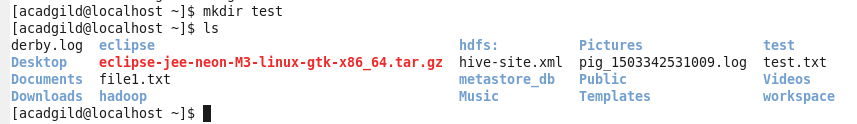 [acadgild@localhost ~]$ mkdir test
[acadgild@localhost ~]$ ls
derby.log  eclipse                                      hdfs:          Pictures               test
Desktop    eclipse-jee-neon-M3-linux-gtk-x86_64.tar.gz  hive-site.xml  pig_1503342531009.log  test.txt
Documents  file1.txt                                    metastore_db   Public                 Videos
Downloads  hadoop                                       Music          Templates              workspace
[acadgild@localhost ~]$